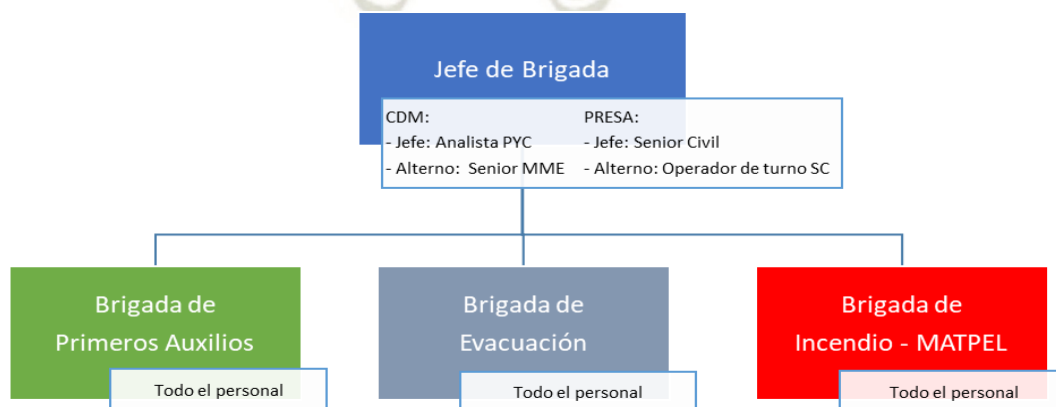 Jefe de Brigada
CDM:
- Jefe: Analista PYC
- Alterno: Senior MME
PRESA:
- Jefe: Senior Civil
- Alterno: Operador de turno SC
Brigada de
Primeros Auxilios
Todo el personal
Brigada de
Evacuación
Todo el personal
Brigada de
Incendio - MATPEL
Todo el personal